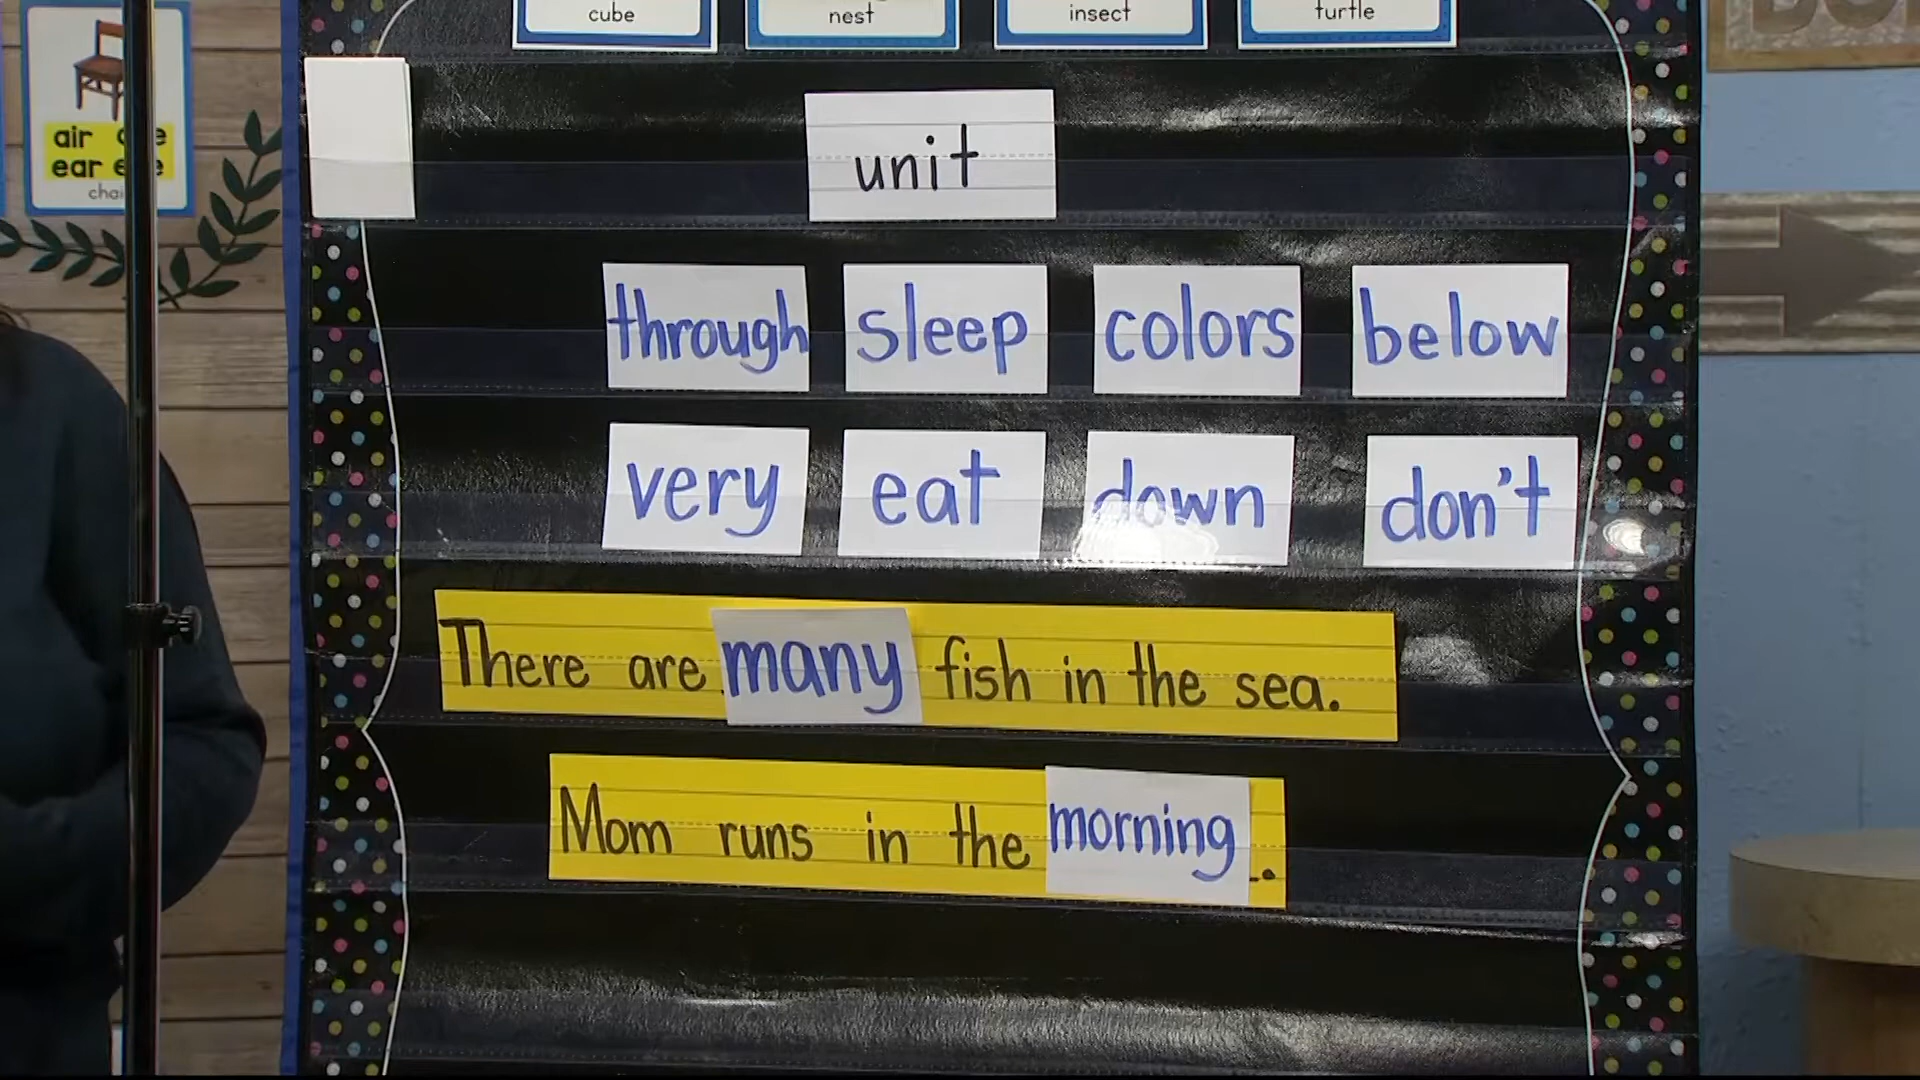 cube nest insect turtle
air
ear
unit
through sleep colors below
very eat down don't
There are many fish in the sea.
Mom runs in the morning.